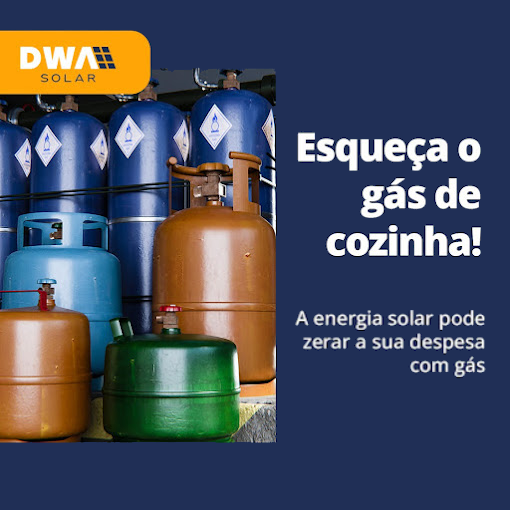 DWA
SOLAR
Esqueça o
gás de
cozinha!
A energia solar pode
zerar a sua despesa
com gás